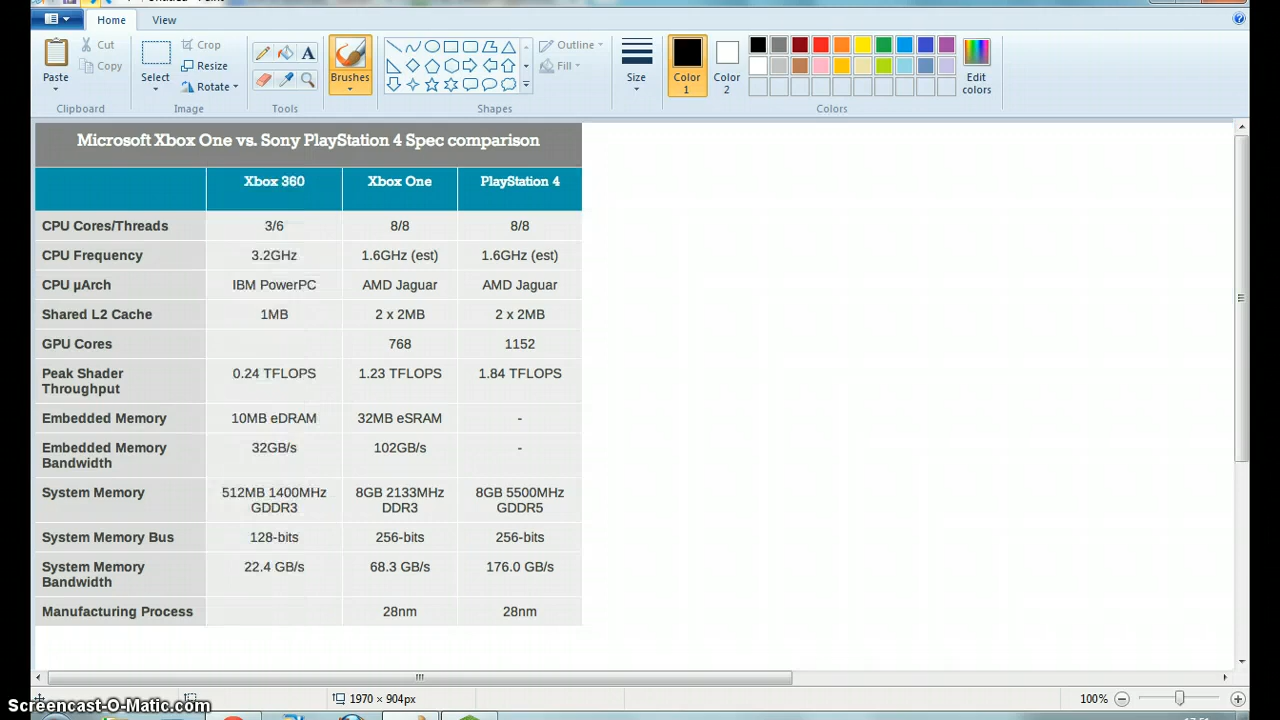 Home View
Cut
Copy
Paste
Clipboard
Select
Crop
Resize
Rotate
Image
A
Tools
Brushes
Shapes
Outline
Fill
Size
Color 1
Color 2
Edit colors
Colors
Microsoft Xbox One vs. Sony PlayStation 4 Spec comparison
Xbox 360 Xbox One PlayStation 4
CPU Cores/Threads 3/6 8/8 8/8
CPU Frequency 3.2GHz 1.6GHz (est) 1.6GHz (est)
CPU µArch IBM PowerPC AMD Jaguar AMD Jaguar
Shared L2 Cache 1MB 2 x 2MB 2 x 2MB
GPU Cores 768 1152
Peak Shader 0.24 TFLOPS 1.23 TFLOPS 1.84 TFLOPS
Throughput
Embedded Memory 10MB eDRAM 32MB eSRAM -
Embedded Memory 32GB/s 102GB/s -
Bandwidth
System Memory 512MB 1400MHz 8GB 2133MHz 8GB 5500MHz
GDDR3 DDR3 GDDR5
System Memory Bus 128-bits 256-bits 256-bits
System Memory 22.4 GB/s 68.3 GB/s 176.0 GB/s
Bandwidth
Manufacturing Process 28nm 28nm
1970 × 904px 100%
Screencast-O-Matic.com